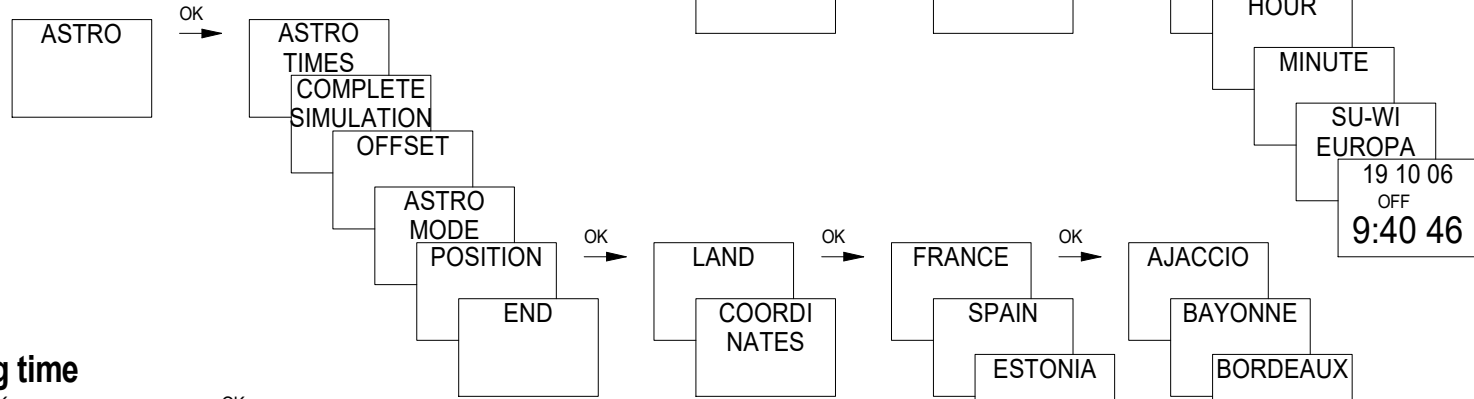 HOUR
OK
ASTRO
ASTRO
TIMES
MINUTE
COMPLETE
SIMULATION
SU-WI
EUROPA
OFFSET
19 10 06
OFF
9:40 46
ASTRO
MODE
POSITION
OK
LAND
OK
FRANCE
OK
AJACCIO
END
COORDI
NATES
SPAIN
BAYONNE
g time
ESTONIA
BORDEAUX